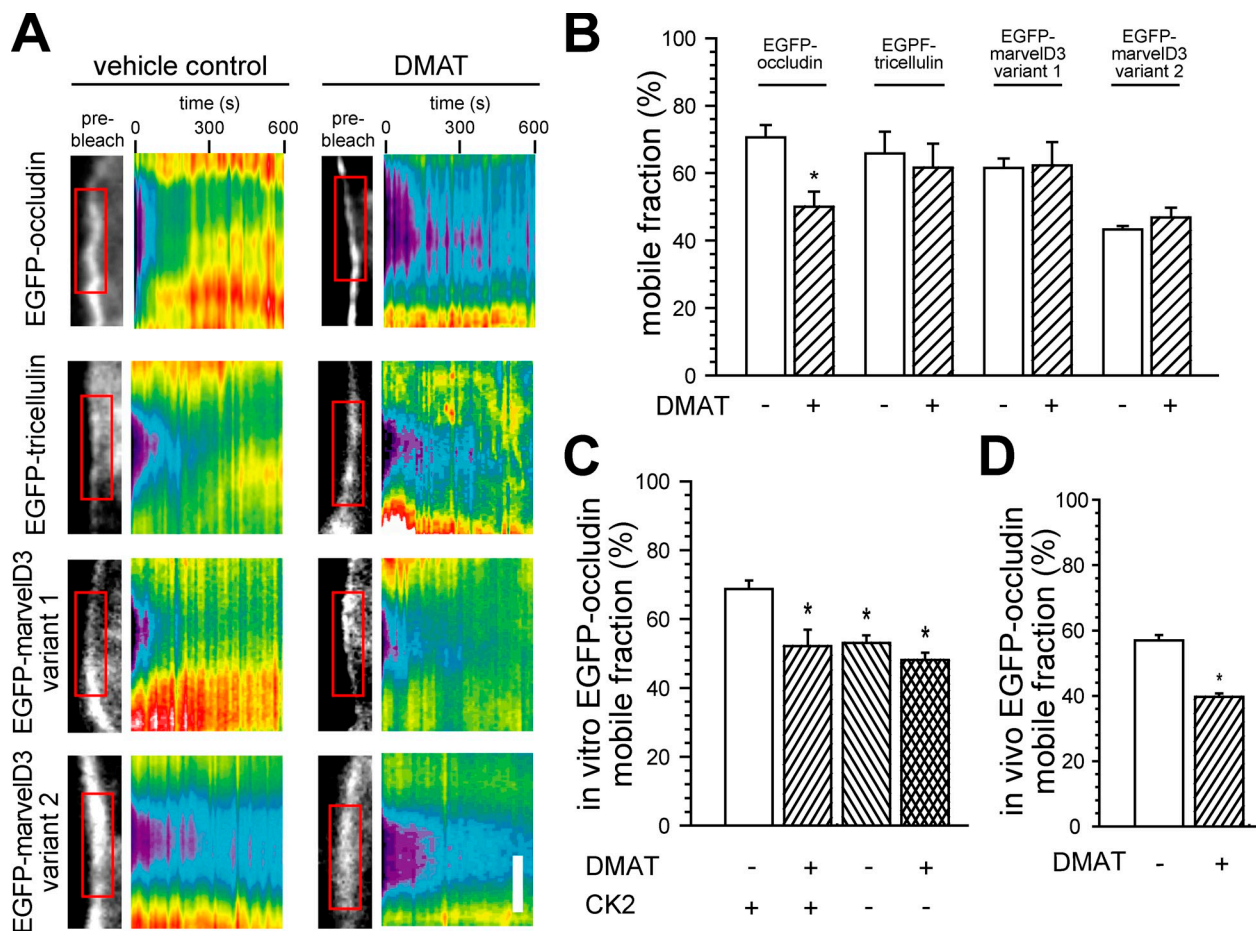 A
vehicle control
DMAT
time (s)
time (s)
pre-
bleach
0
300
600
pre-
bleach
0
300
600
EGFP-occludin
EGFP-tricellulin
EGFP-marvelD3
variant 1
EGFP-marvelD3
variant 2
B
mobile fraction (%)
100
80
60
40
20
0
EGFP-
occludin
EGPF-
tricellulin
EGFP-
marvelD3
variant 1
EGFP-
marvelD3
variant 2
*
DMAT - + - + - + - +
C
in vitro EGFP-occludin
mobile fraction (%)
100
80
60
40
20
0
* * *
DMAT - + - +
CK2 + + - -
D
in vivo EGFP-occludin
mobile fraction (%)
100
80
60
40
20
0
*
DMAT - +